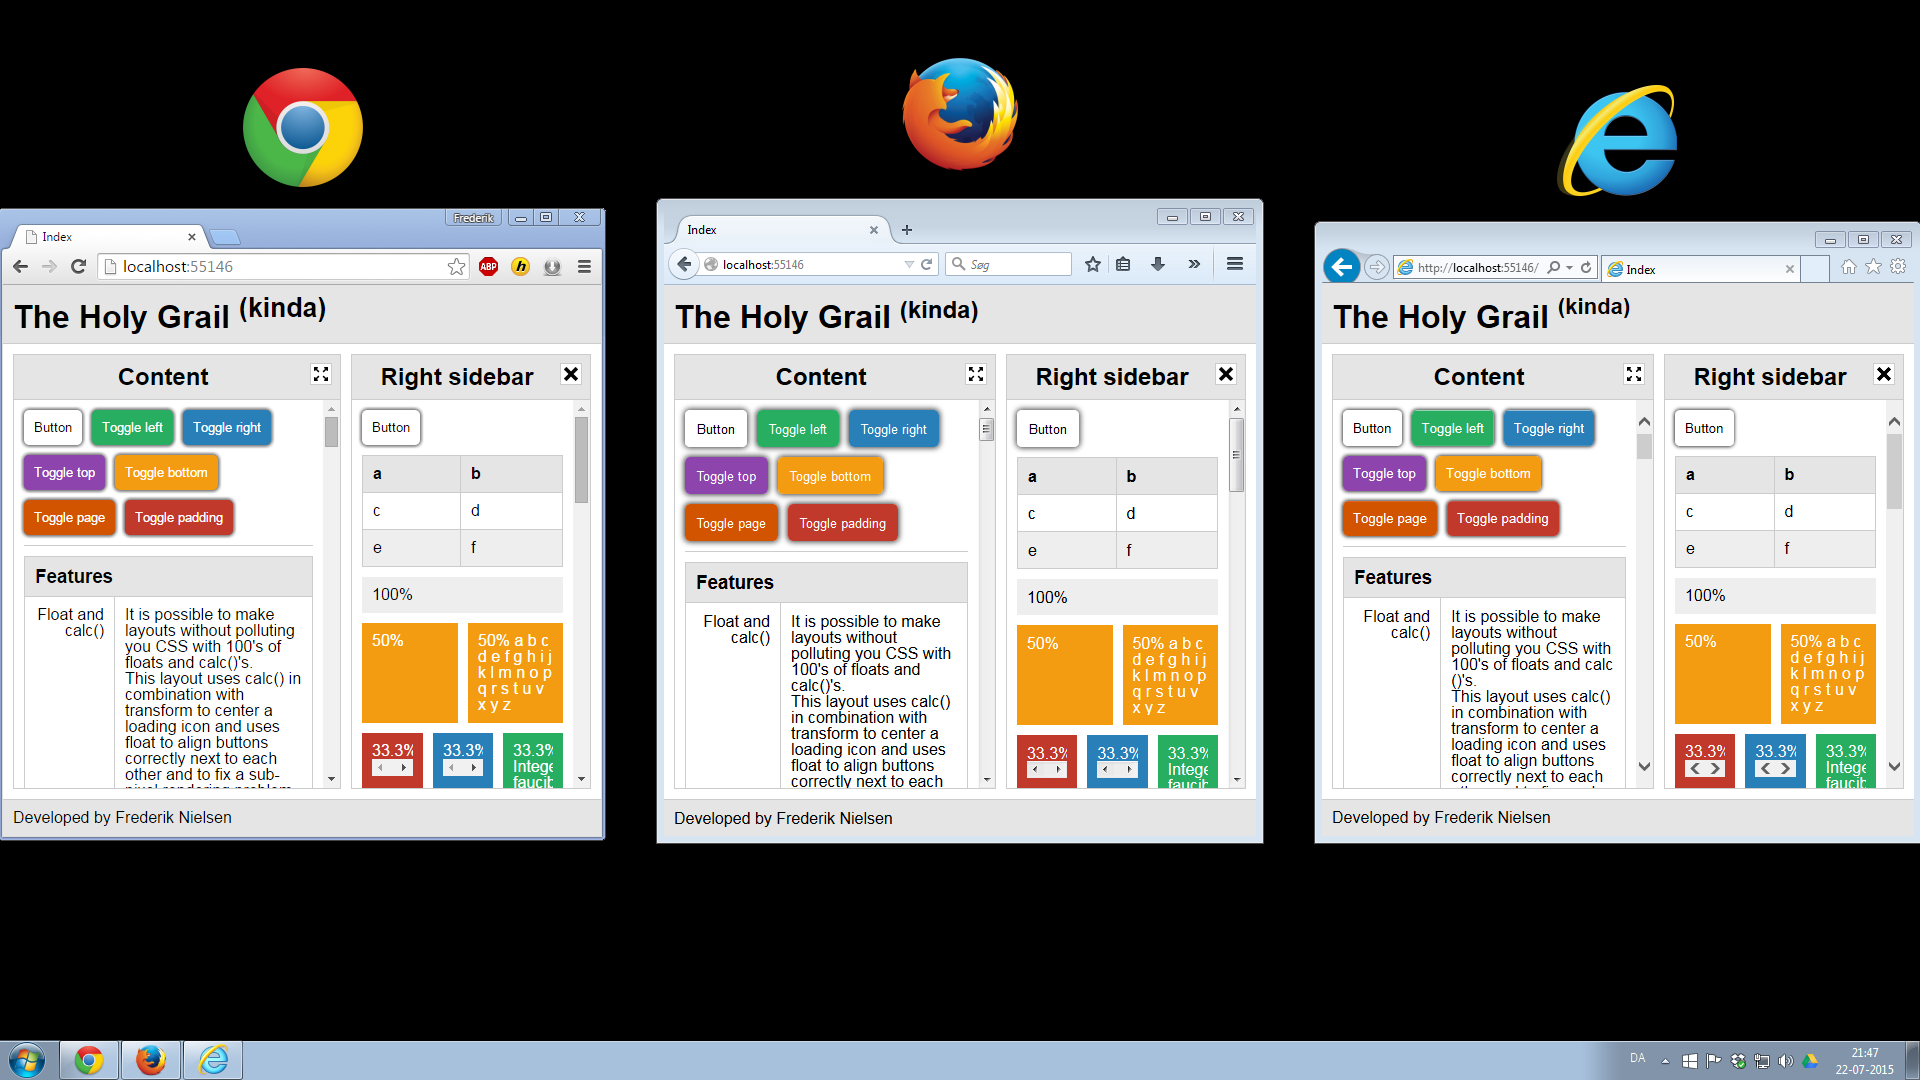 Frederik
Index
localhost:55146
ABP
h
The Holy Grail (kinda)
Content
Right sidebar
Button
Toggle left
Toggle right
Toggle top
Toggle bottom
Toggle page
Toggle padding
Features
Float and
calc()
It is possible to make
layouts without polluting
you CSS with 100's of
floats and calc()'s.
This layout uses calc() in
combination with
transform to center a
loading icon and uses
float to align buttons
correctly next to each
other and to fix a sub-
pixel rendering problem
Button
a b
c d
e f
100%
50%
50% a b c
d e f g h i j
k l m n o p
q r s t u v
x y z
33.3%
33.3%
33.3%
Intege
faucib
Developed by Frederik Nielsen
Index
localhost:55146
Søg
The Holy Grail (kinda)
Content
Right sidebar
Button
Toggle left
Toggle right
Toggle top
Toggle bottom
Toggle page
Toggle padding
Features
Float and
calc()
It is possible to make
layouts without
polluting you CSS with
100's of floats and
calc()'s.
This layout uses calc()
in combination with
transform to center a
loading icon and uses
float to align buttons
correctly next to each
Button
a b
c d
e f
100%
50%
50% a b c
d e f g h i j
k l m n o p
q r s t u v
x y z
33.3%
33.3%
33.3%
Intege
faucib
Developed by Frederik Nielsen
http://localhost:55146/
Index
The Holy Grail (kinda)
Content
Right sidebar
Button
Toggle left
Toggle right
Toggle top
Toggle bottom
Toggle page
Toggle padding
Features
Float and
calc()
It is possible to make
layouts without
polluting you CSS with
100's of floats and calc
()'s.
This layout uses calc()
in combination with
transform to center a
loading icon and uses
float to align buttons
correctly next to each
Button
a b
c d
e f
100%
50%
50% a b c
d e f g h i j
k l m n o p
q r s t u v
x y z
33.3%
33.3%
33.3%
Intege
faucib
Developed by Frederik Nielsen
DA
21:47
22-07-2015